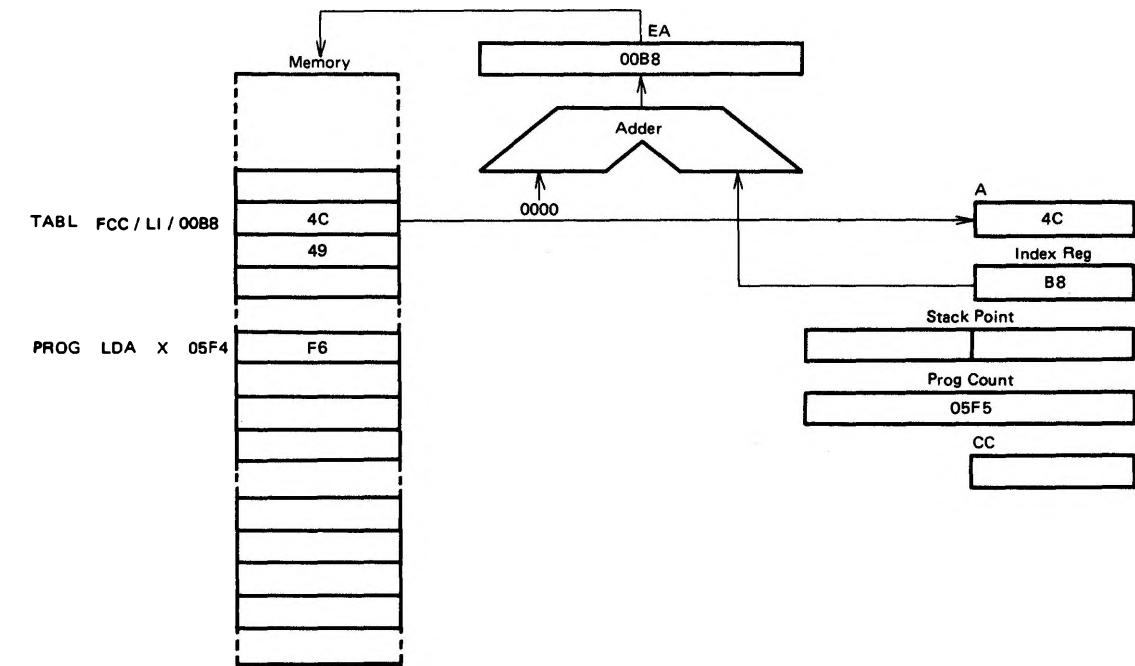 EA
00B8
Memory
Adder
0000
A
TABL FCC / LI / 00B8
4C
4C
49
Index Reg
B8
Stack Point
PROG LDA X 05F4
F6
Prog Count
05F5
CC